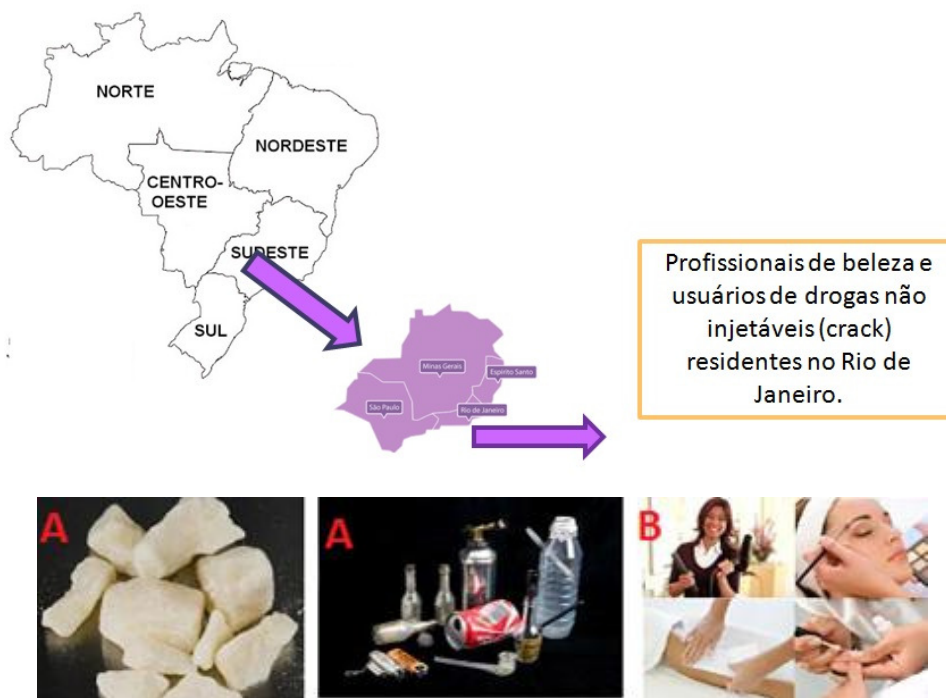 NORTE
NORDESTE
CENTRO-
OESTE
SUDESTE
SUL
Minas Gerais
Espírito Santo
São Paulo
Rio de Janeiro
Profissionais de beleza e
usuários de drogas não
injetáveis (crack)
residentes no Rio de
Janeiro.
A
A
B